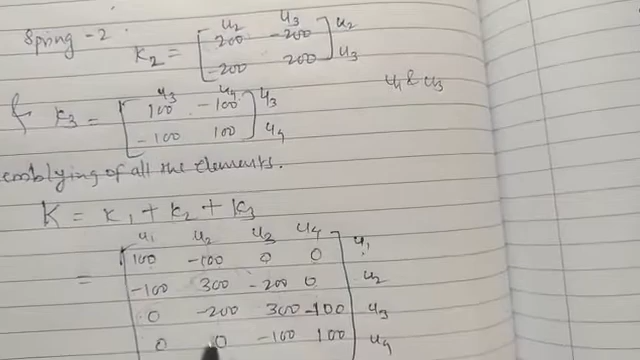 Spring - 2
u2 u3
K2 = [ 200 -200 ] u2
[ -200 200 ] u3
u1 & u3
u3 u4
K3 = [ 100 -100 ] u3
[ -100 100 ] u4
emblying of all the elements.
K = K1 + K2 + K3
u1 u2 u3 u4
= [ 100 -100 0 0 ] u1
[ -100 300 -200 0 ] u2
[ 0 -200 300 -100 ] u3
[ 0 0 -100 100 ] u4